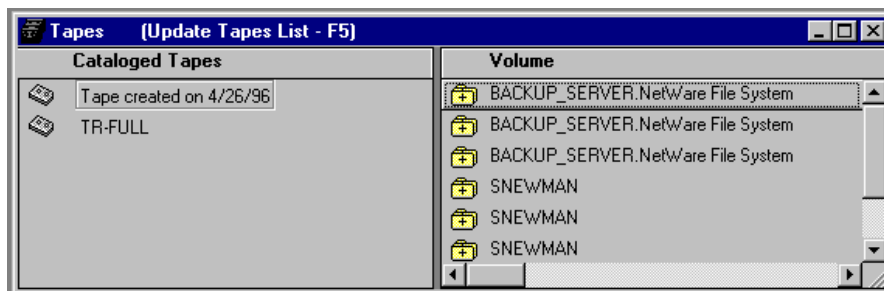 Tapes (Update Tapes List - F5)
Cataloged Tapes
Volume
Tape created on 4/26/96
TR-FULL
BACKUP_SERVER.NetWare File System
BACKUP_SERVER.NetWare File System
BACKUP_SERVER.NetWare File System
SNEWMAN
SNEWMAN
SNEWMAN